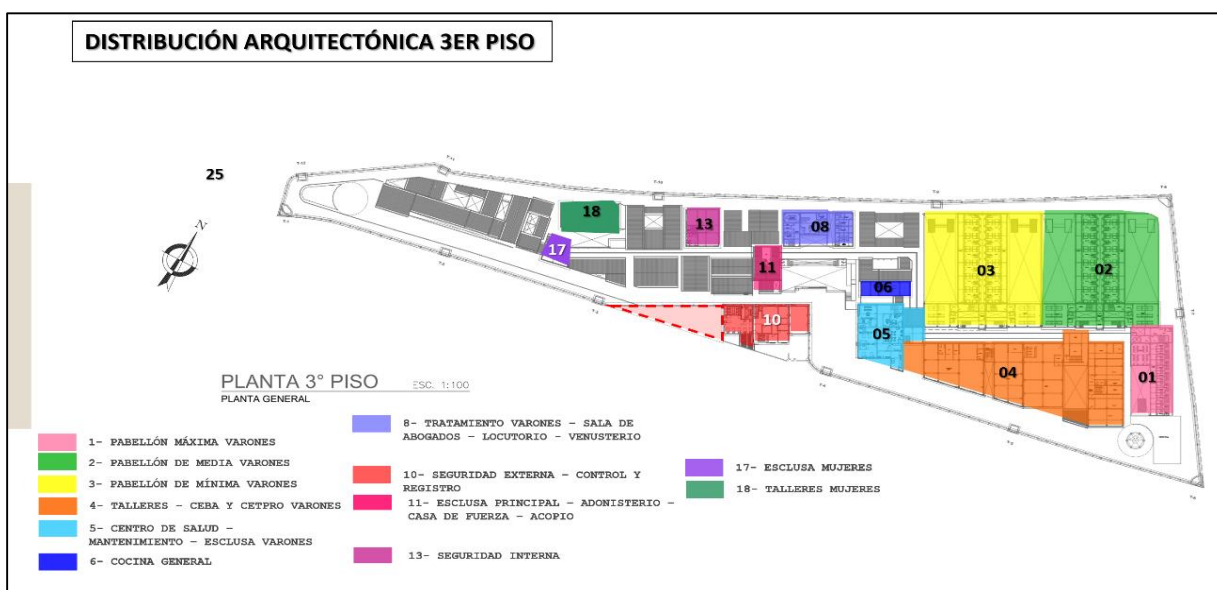 DISTRIBUCIÓN ARQUITECTÓNICA 3ER PISO
25
N
18
17
13
11
08
06
05
10
03
02
04
01
PLANTA 3° PISO
ESC. 1:100
PLANTA GENERAL
1- PABELLÓN MÁXIMA VARONES
2- PABELLÓN DE MEDIA VARONES
3- PABELLÓN DE MÍNIMA VARONES
4- TALLERES - CEBA Y CETPRO VARONES
5- CENTRO DE SALUD -
MANTENIMIENTO - ESCLUSA VARONES
6- COCINA GENERAL
8- TRATAMIENTO VARONES - SALA DE
ABOGADOS - LOCUTORIO - VENUSTERIO
10- SEGURIDAD EXTERNA - CONTROL Y
REGISTRO
11- ESCLUSA PRINCIPAL - ADONISTERIO -
CASA DE FUERZA - ACOPIO
13- SEGURIDAD INTERNA
17- ESCLUSA MUJERES
18- TALLERES MUJERES